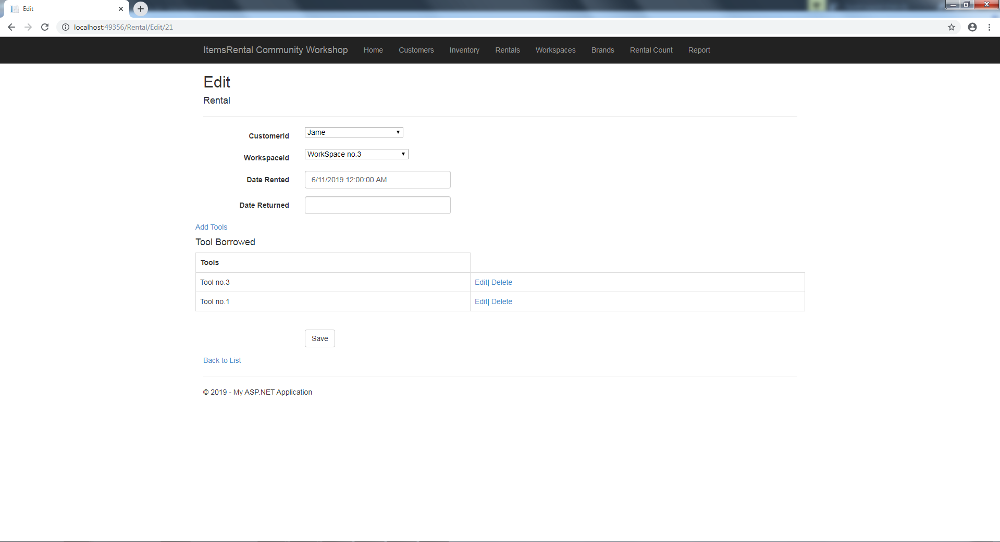 Edit
localhost:49356/Rental/Edit/21
ItemsRental Community Workshop Home Customers Inventory Rentals Workspaces Brands Rental Count Report
Edit
Rental
CustomerId Jame
WorkspaceId WorkSpace no.3
Date Rented 6/11/2019 12:00:00 AM
Date Returned
Add Tools
Tool Borrowed
Tools
Tool no.3 Edit| Delete
Tool no.1 Edit| Delete
Save
Back to List
© 2019 - My ASP.NET Application